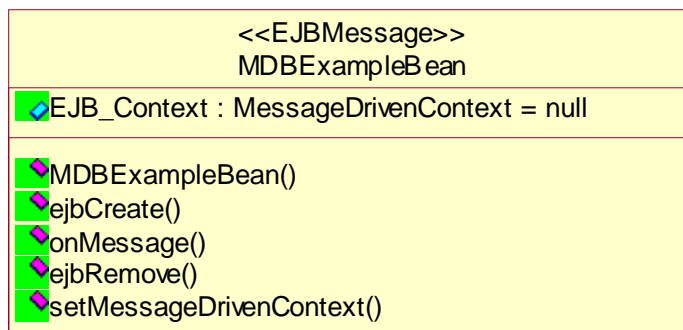 <<EJBMessage>>
MDBExampleBean
EJB_Context : MessageDrivenContext = null
MDBExampleBean()
ejbCreate()
onMessage()
ejbRemove()
setMessageDrivenContext()